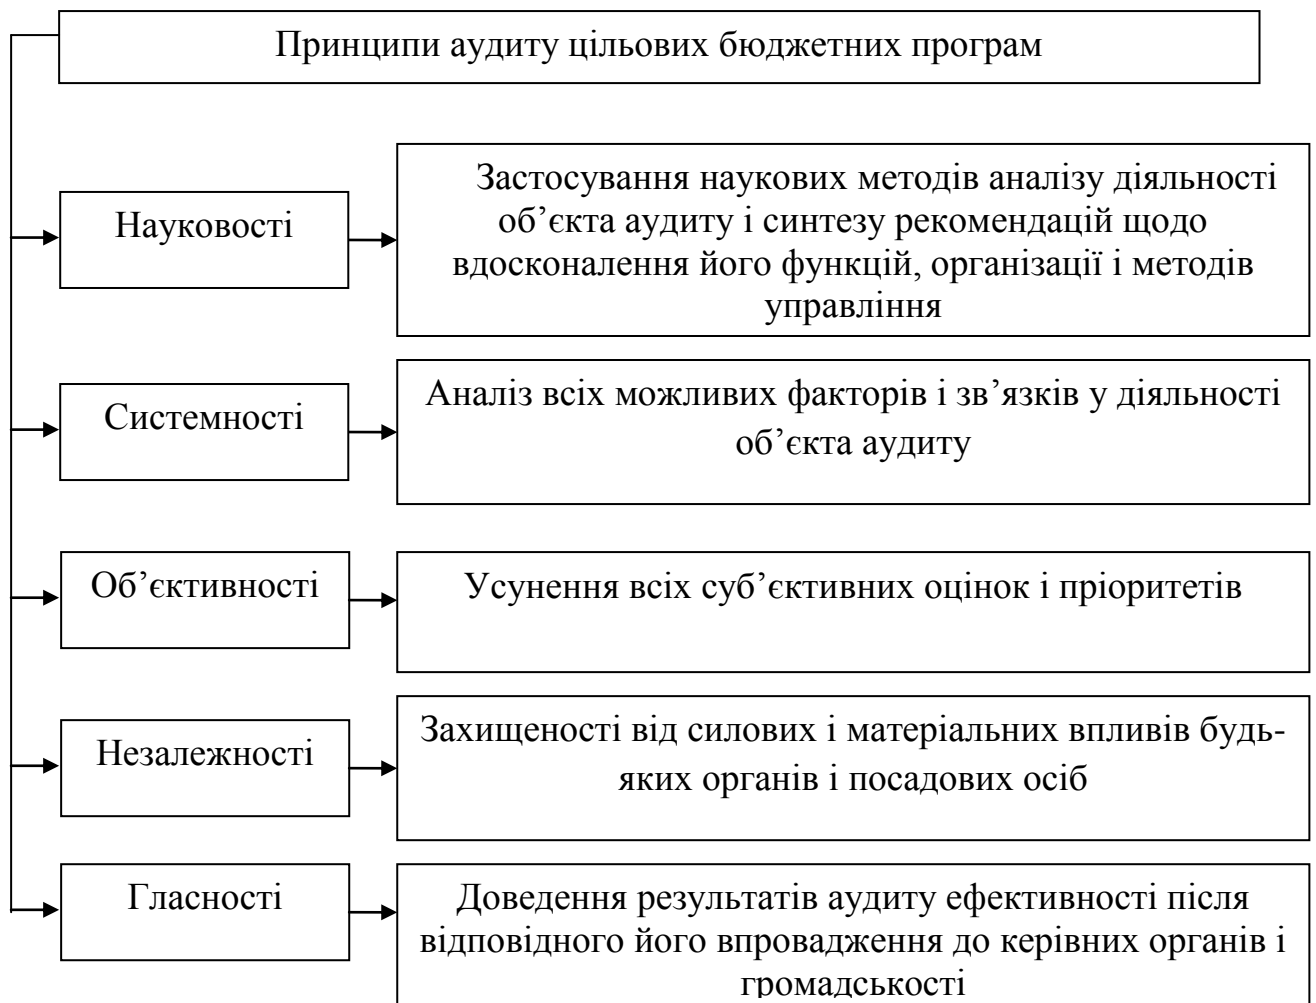 Принципи аудиту цільових бюджетних програм
Науковості
Застосування наукових методів аналізу діяльності
об’єкта аудиту і синтезу рекомендацій щодо
вдосконалення його функцій, організації і методів
управління
Системності
Аналіз всіх можливих факторів і зв’язків у діяльності
об’єкта аудиту
Об’єктивності
Усунення всіх суб’єктивних оцінок і пріоритетів
Незалежності
Захищеності від силових і матеріальних впливів будь-
яких органів і посадових осіб
Гласності
Доведення результатів аудиту ефективності після
відповідного його впровадження до керівних органів і
громадськості